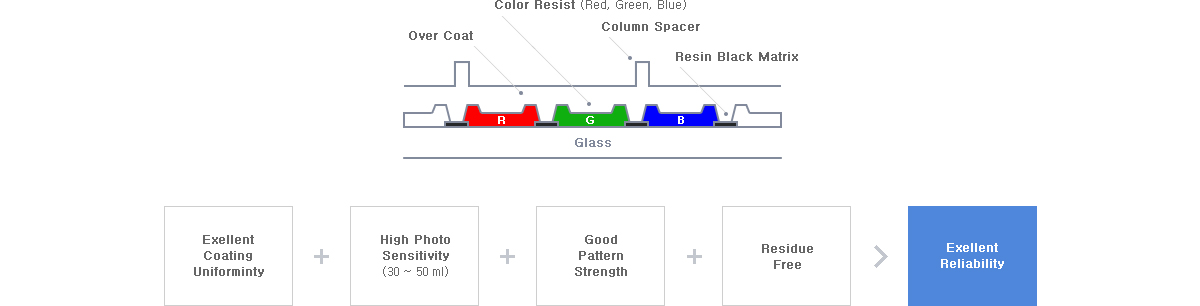 Color Resist (Red, Green, Blue)
Column Spacer
Over Coat
Resin Black Matrix
R
G
B
Glass
Exellent
Coating
Uniforminty
+
High Photo
Sensitivity
(30 ~ 50 ml)
+
Good
Pattern
Strength
+
Residue
Free
>
Exellent
Reliability